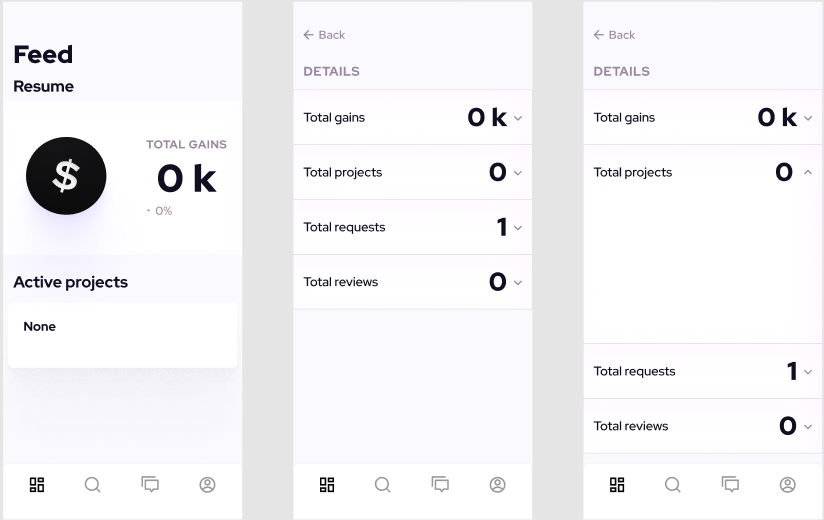 Feed
Resume
$
TOTAL GAINS
0 k
0%
Active projects
None
Back
DETAILS
Total gains 0 k
Total projects 0
Total requests 1
Total reviews 0
Back
DETAILS
Total gains 0 k
Total projects 0
Total requests 1
Total reviews 0